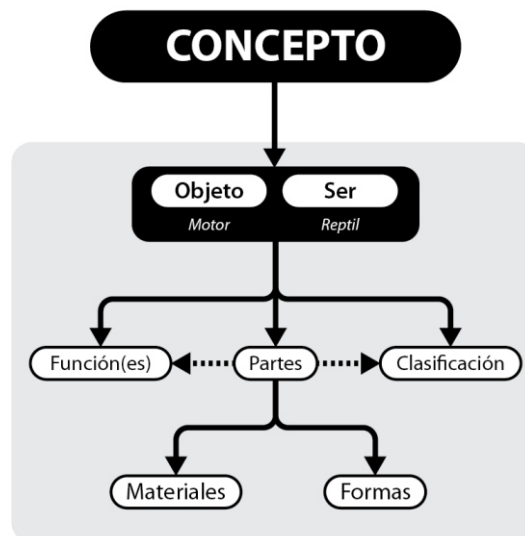 CONCEPTO
Objeto Ser
Motor Reptil
Función(es) Partes Clasificación
Materiales Formas